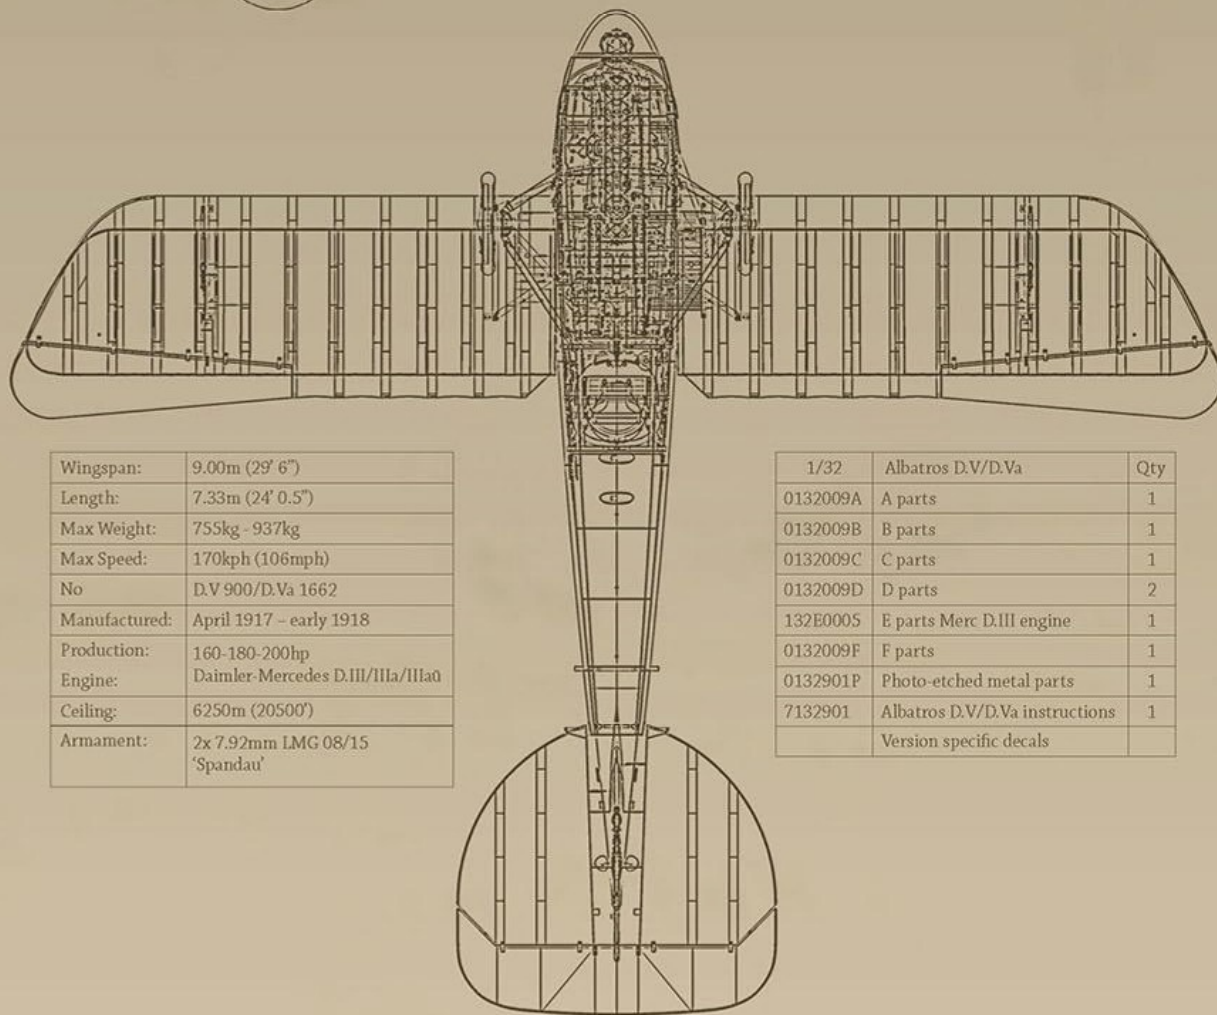 Wingspan: 9.00m (29' 6")
Length: 7.33m (24' 0.5")
Max Weight: 755kg - 937kg
Max Speed: 170kph (106mph)
No D.V 900/D.Va 1662
Manufactured: April 1917 – early 1918
Production: 160-180-200hp
Engine: Daimler-Mercedes D.III/IIIa/IIIaü
Ceiling: 6250m (20500')
Armament: 2x 7.92mm LMG 08/15
‘Spandau’
1/32 Albatros D.V/D.Va Qty
0132009A A parts 1
0132009B B parts 1
0132009C C parts 1
0132009D D parts 2
132E0005 E parts Merc D.III engine 1
0132009F F parts 1
0132901P Photo-etched metal parts 1
7132901 Albatros D.V/D.Va instructions 1
Version specific decals